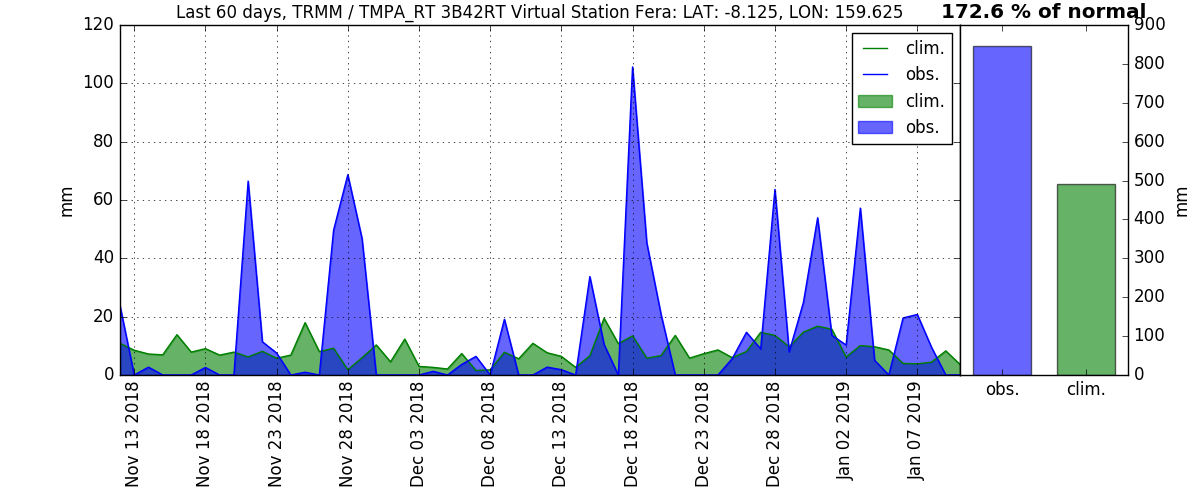 Last 60 days, TRMM / TMPA_RT 3B42RT Virtual Station Fera: LAT: -8.125, LON: 159.625
172.6 % of normal
120
100
80
60
40
20
0
mm
clim.
obs.
clim.
obs.
900
800
700
600
500
400
300
200
100
0
mm
Nov 13 2018
Nov 18 2018
Nov 23 2018
Nov 28 2018
Dec 03 2018
Dec 08 2018
Dec 13 2018
Dec 18 2018
Dec 23 2018
Dec 28 2018
Jan 02 2019
Jan 07 2019
obs.
clim.